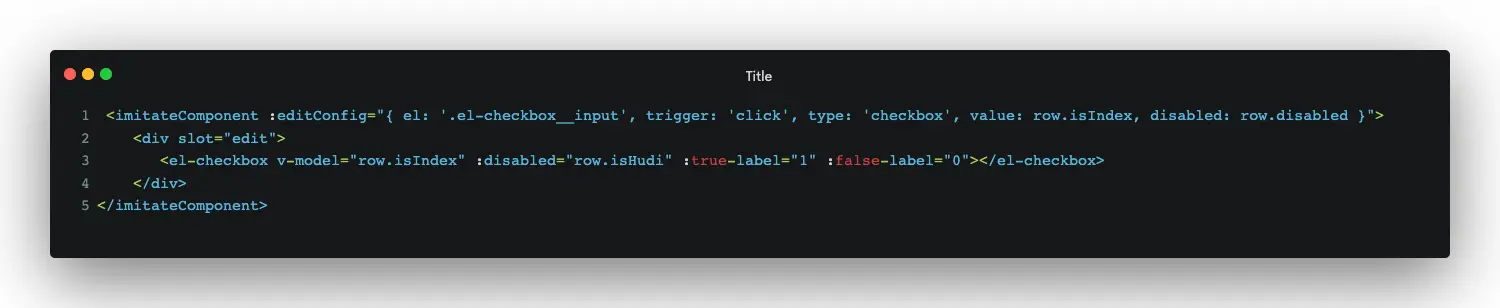 Title
1 <imitateComponent :editConfig="{ el: '.el-checkbox__input', trigger: 'click', type: 'checkbox', value: row.isIndex, disabled: row.disabled }">
2 <div slot="edit">
3 <el-checkbox v-model="row.isIndex" :disabled="row.isHudi" :true-label="1" :false-label="0"></el-checkbox>
4 </div>
5 </imitateComponent>